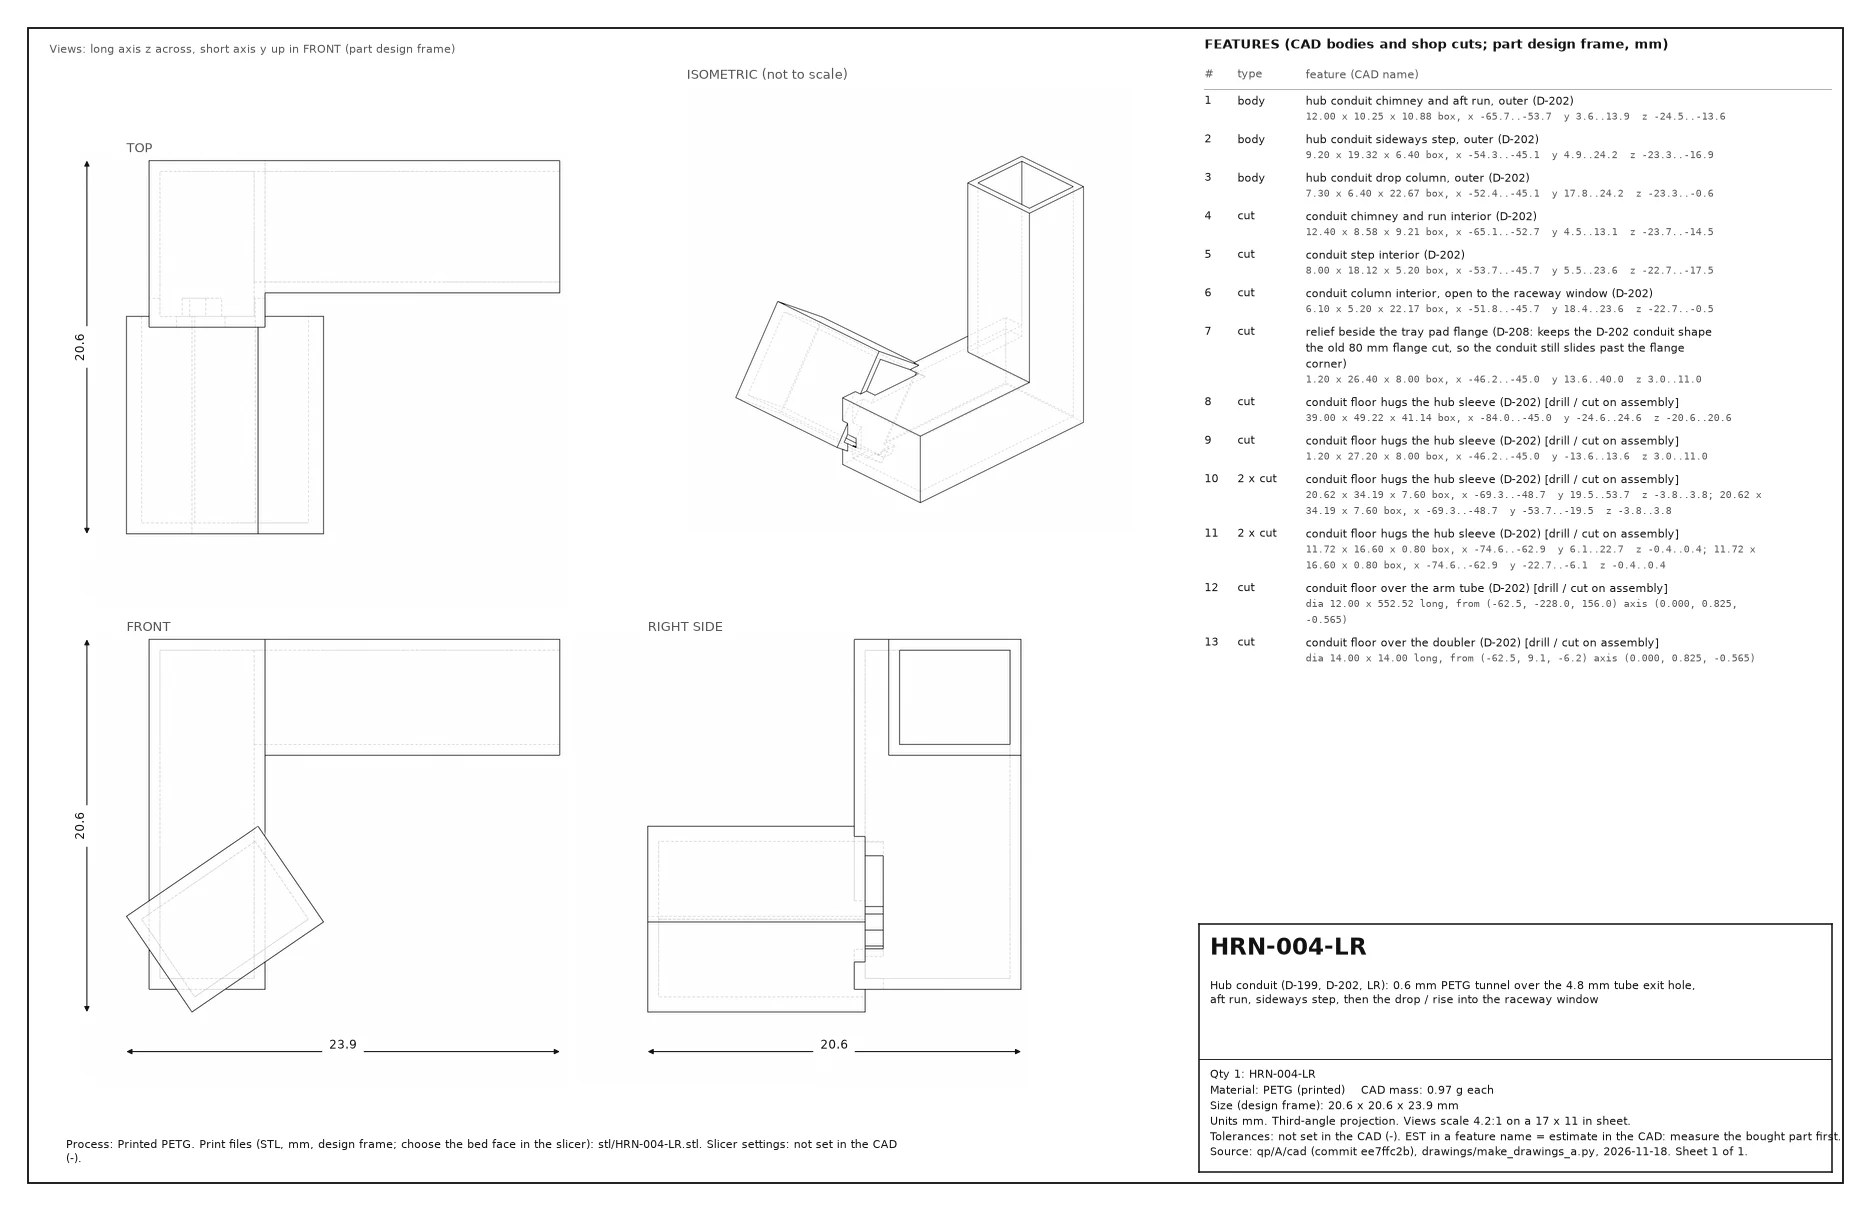 Views: long axis z across, short axis y up in FRONT (part design frame)
ISOMETRIC (not to scale)
TOP
20.6
FRONT
20.6
23.9
RIGHT SIDE
20.6
Process: Printed PETG. Print files (STL, mm, design frame; choose the bed face in the slicer): stl/HRN-004-LR.stl. Slicer settings: not set in the CAD
(-).
FEATURES (CAD bodies and shop cuts; part design frame, mm)
# type feature (CAD name)
1 body hub conduit chimney and aft run, outer (D-202)
12.00 x 10.25 x 10.88 box, x -65.7..-53.7 y 3.6..13.9 z -24.5..-13.6
2 body hub conduit sideways step, outer (D-202)
9.20 x 19.32 x 6.40 box, x -54.3..-45.1 y 4.9..24.2 z -23.3..-16.9
3 body hub conduit drop column, outer (D-202)
7.30 x 6.40 x 22.67 box, x -52.4..-45.1 y 17.8..24.2 z -23.3..-0.6
4 cut conduit chimney and run interior (D-202)
12.40 x 8.58 x 9.21 box, x -65.1..-52.7 y 4.5..13.1 z -23.7..-14.5
5 cut conduit step interior (D-202)
8.00 x 18.12 x 5.20 box, x -53.7..-45.7 y 5.5..23.6 z -22.7..-17.5
6 cut conduit column interior, open to the raceway window (D-202)
6.10 x 5.20 x 22.17 box, x -51.8..-45.7 y 18.4..23.6 z -22.7..-0.5
7 cut relief beside the tray pad flange (D-208: keeps the D-202 conduit shape
the old 80 mm flange cut, so the conduit still slides past the flange
corner)
1.20 x 26.40 x 8.00 box, x -46.2..-45.0 y 13.6..40.0 z 3.0..11.0
8 cut conduit floor hugs the hub sleeve (D-202) [drill / cut on assembly]
39.00 x 49.22 x 41.14 box, x -84.0..-45.0 y -24.6..24.6 z -20.6..20.6
9 cut conduit floor hugs the hub sleeve (D-202) [drill / cut on assembly]
1.20 x 27.20 x 8.00 box, x -46.2..-45.0 y -13.6..13.6 z 3.0..11.0
10 2 x cut conduit floor hugs the hub sleeve (D-202) [drill / cut on assembly]
20.62 x 34.19 x 7.60 box, x -69.3..-48.7 y 19.5..53.7 z -3.8..3.8; 20.62 x
34.19 x 7.60 box, x -69.3..-48.7 y -53.7..-19.5 z -3.8..3.8
11 2 x cut conduit floor hugs the hub sleeve (D-202) [drill / cut on assembly]
11.72 x 16.60 x 0.80 box, x -74.6..-62.9 y 6.1..22.7 z -0.4..0.4; 11.72 x
16.60 x 0.80 box, x -74.6..-62.9 y -22.7..-6.1 z -0.4..0.4
12 cut conduit floor over the arm tube (D-202) [drill / cut on assembly]
dia 12.00 x 552.52 long, from (-62.5, -228.0, 156.0) axis (0.000, 0.825,
-0.565)
13 cut conduit floor over the doubler (D-202) [drill / cut on assembly]
dia 14.00 x 14.00 long, from (-62.5, 9.1, -6.2) axis (0.000, 0.825, -0.565)
HRN-004-LR
Hub conduit (D-199, D-202, LR): 0.6 mm PETG tunnel over the 4.8 mm tube exit hole,
aft run, sideways step, then the drop / rise into the raceway window
Qty 1: HRN-004-LR
Material: PETG (printed) CAD mass: 0.97 g each
Size (design frame): 20.6 x 20.6 x 23.9 mm
Units mm. Third-angle projection. Views scale 4.2:1 on a 17 x 11 in sheet.
Tolerances: not set in the CAD (-). EST in a feature name = estimate in the CAD: measure the bought part first.
Source: qp/A/cad (commit ee7ffc2b), drawings/make_drawings_a.py, 2026-11-18. Sheet 1 of 1.